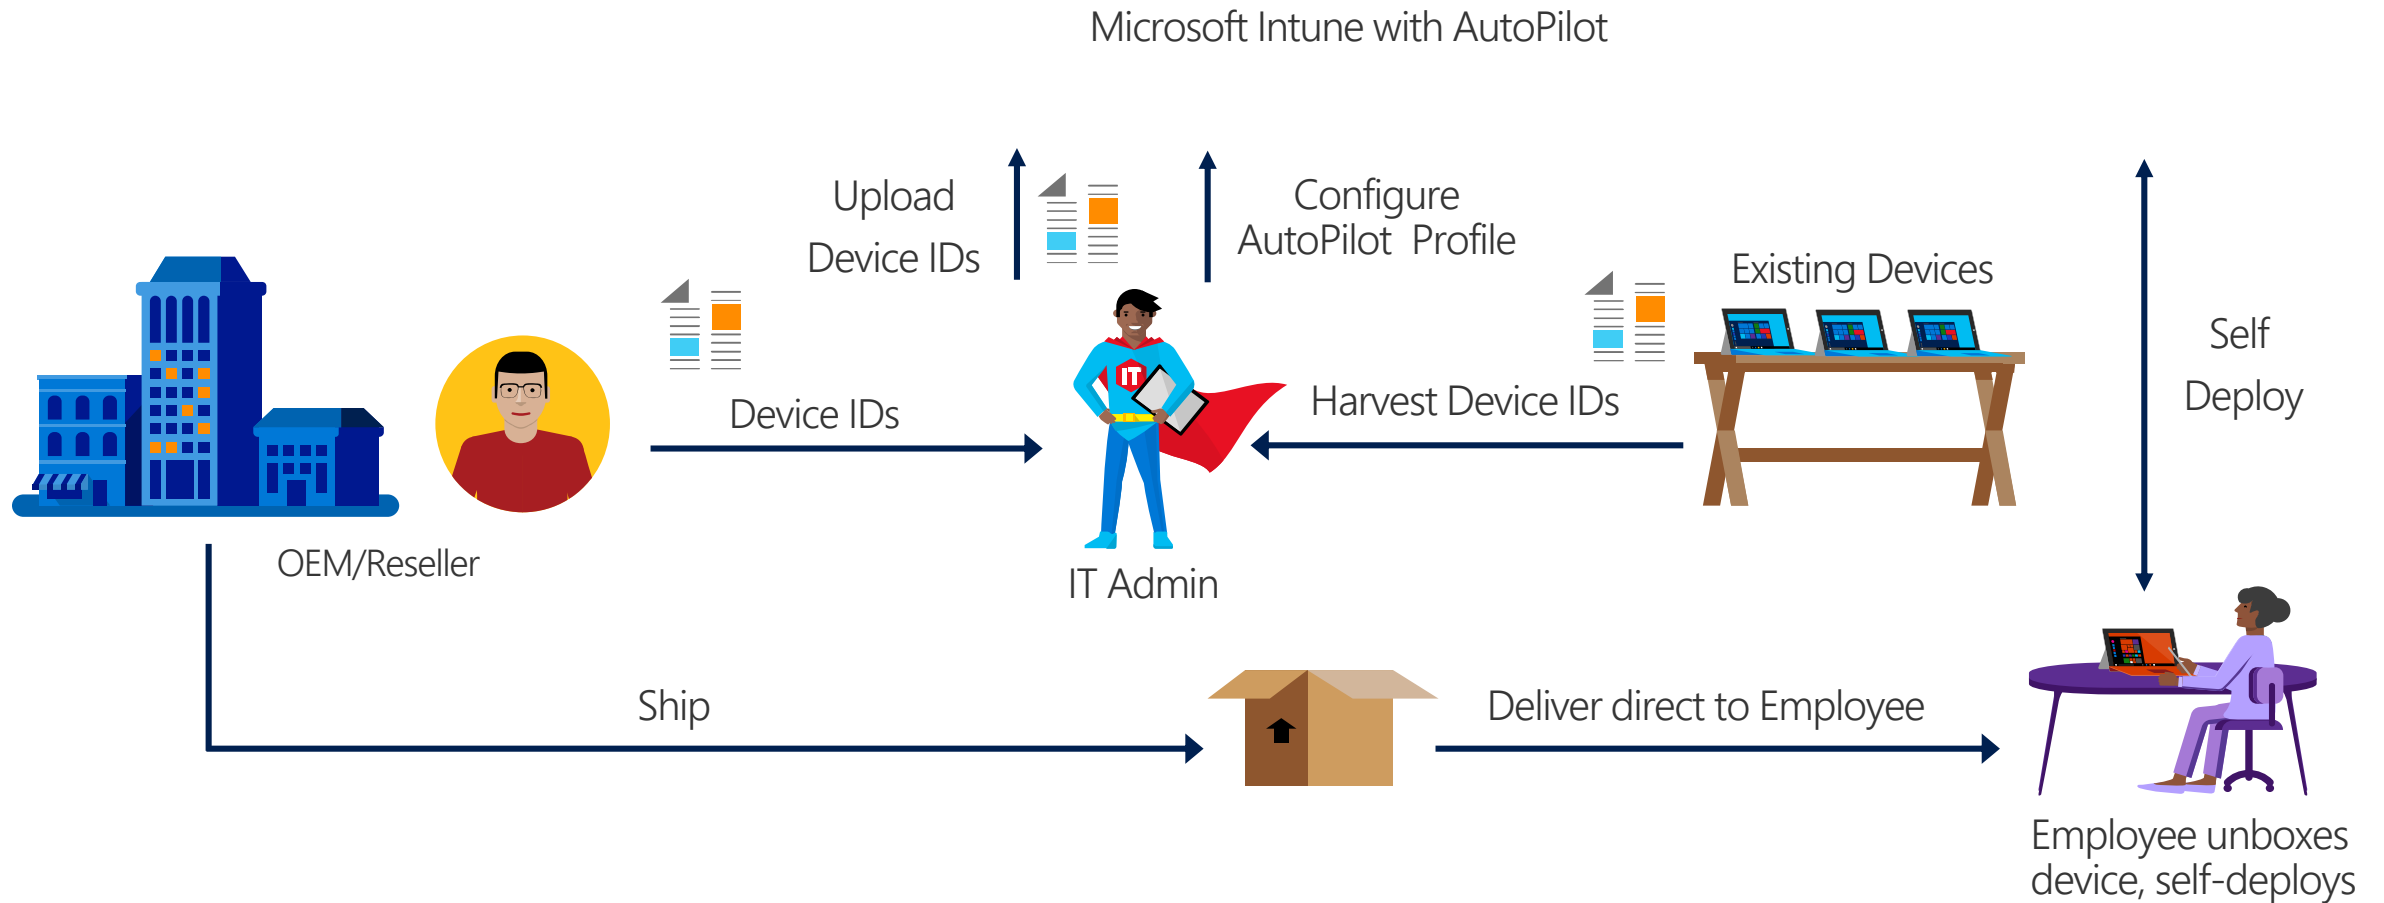 Microsoft Intune with AutoPilot
Upload
Device IDs
Configure
AutoPilot Profile
Existing Devices
Self
Deploy
Device IDs
IT
Harvest Device IDs
OEM/Reseller
IT Admin
Ship
Deliver direct to Employee
Employee unboxes
device, self-deploys